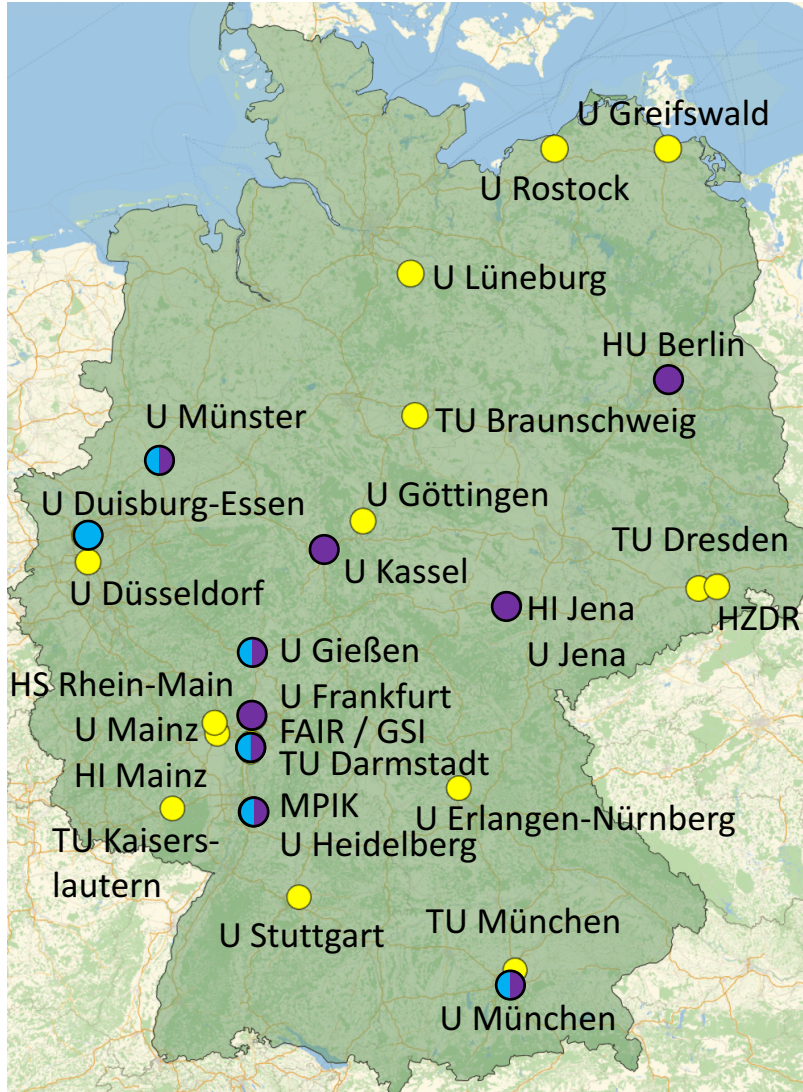 U Greifswald
U Rostock
U Lüneburg
HU Berlin
U Münster
TU Braunschweig
U Duisburg-Essen
U Göttingen
TU Dresden
U Kassel
U Düsseldorf
HI Jena
HZDR
U Gießen
U Jena
HS Rhein-Main
U Frankfurt
U Mainz
FAIR / GSI
HI Mainz
TU Darmstadt
MPIK
U Erlangen-Nürnberg
TU Kaisers-
lautern
U Heidelberg
U Stuttgart
TU München
U München